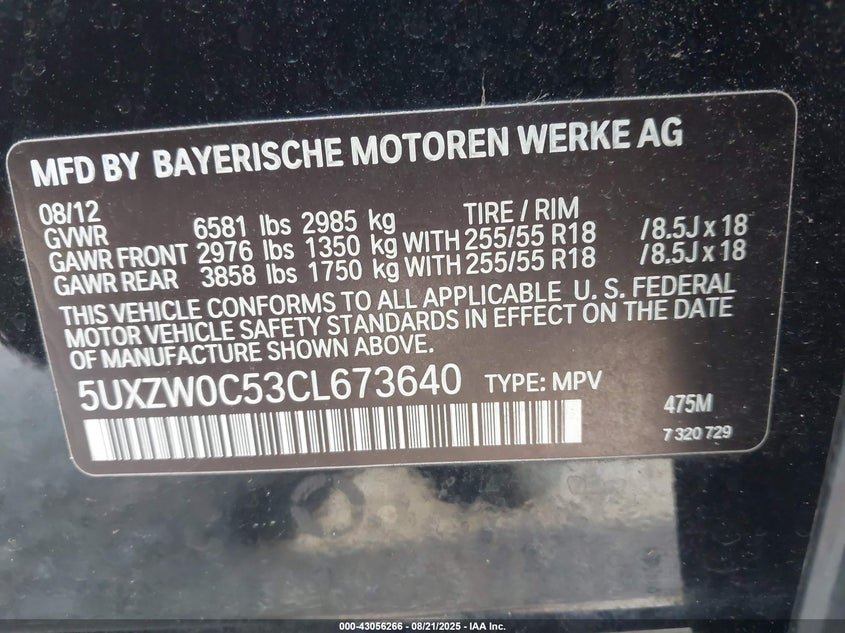 MFD BY BAYERISCHE MOTOREN WERKE AG
08/12 TIRE / RIM
GVWR 6581 lbs 2985 kg
GAWR FRONT 2976 lbs 1350 kg WITH 255/55 R18 /8.5J x 18
GAWR REAR 3858 lbs 1750 kg WITH 255/55 R18 /8.5J x 18
THIS VEHICLE CONFORMS TO ALL APPLICABLE U. S. FEDERAL
MOTOR VEHICLE SAFETY STANDARDS IN EFFECT ON THE DATE
OF MANUFACTURE SHOWN ABOVE.
5UXZW0C53CL673640 TYPE: MPV
475M
7 320 729
000-43056266 - 08/21/2025 - IAA Inc.